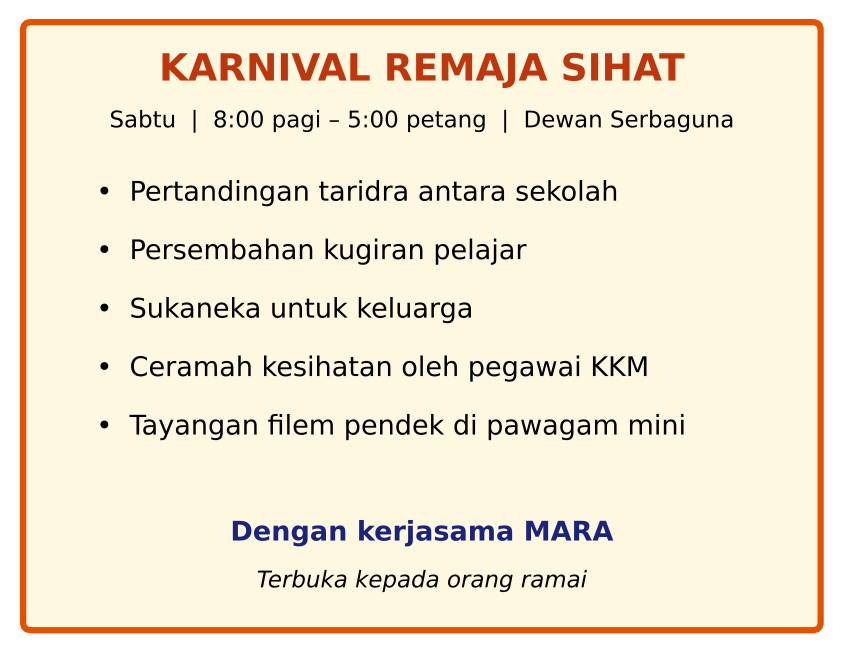 KARNIVAL REMAJA SIHAT
Sabtu | 8:00 pagi – 5:00 petang | Dewan Serbaguna
• Pertandingan taridra antara sekolah
• Persembahan kugiran pelajar
• Sukaneka untuk keluarga
• Ceramah kesihatan oleh pegawai KKM
• Tayangan filem pendek di pawagam mini
Dengan kerjasama MARA
Terbuka kepada orang ramai